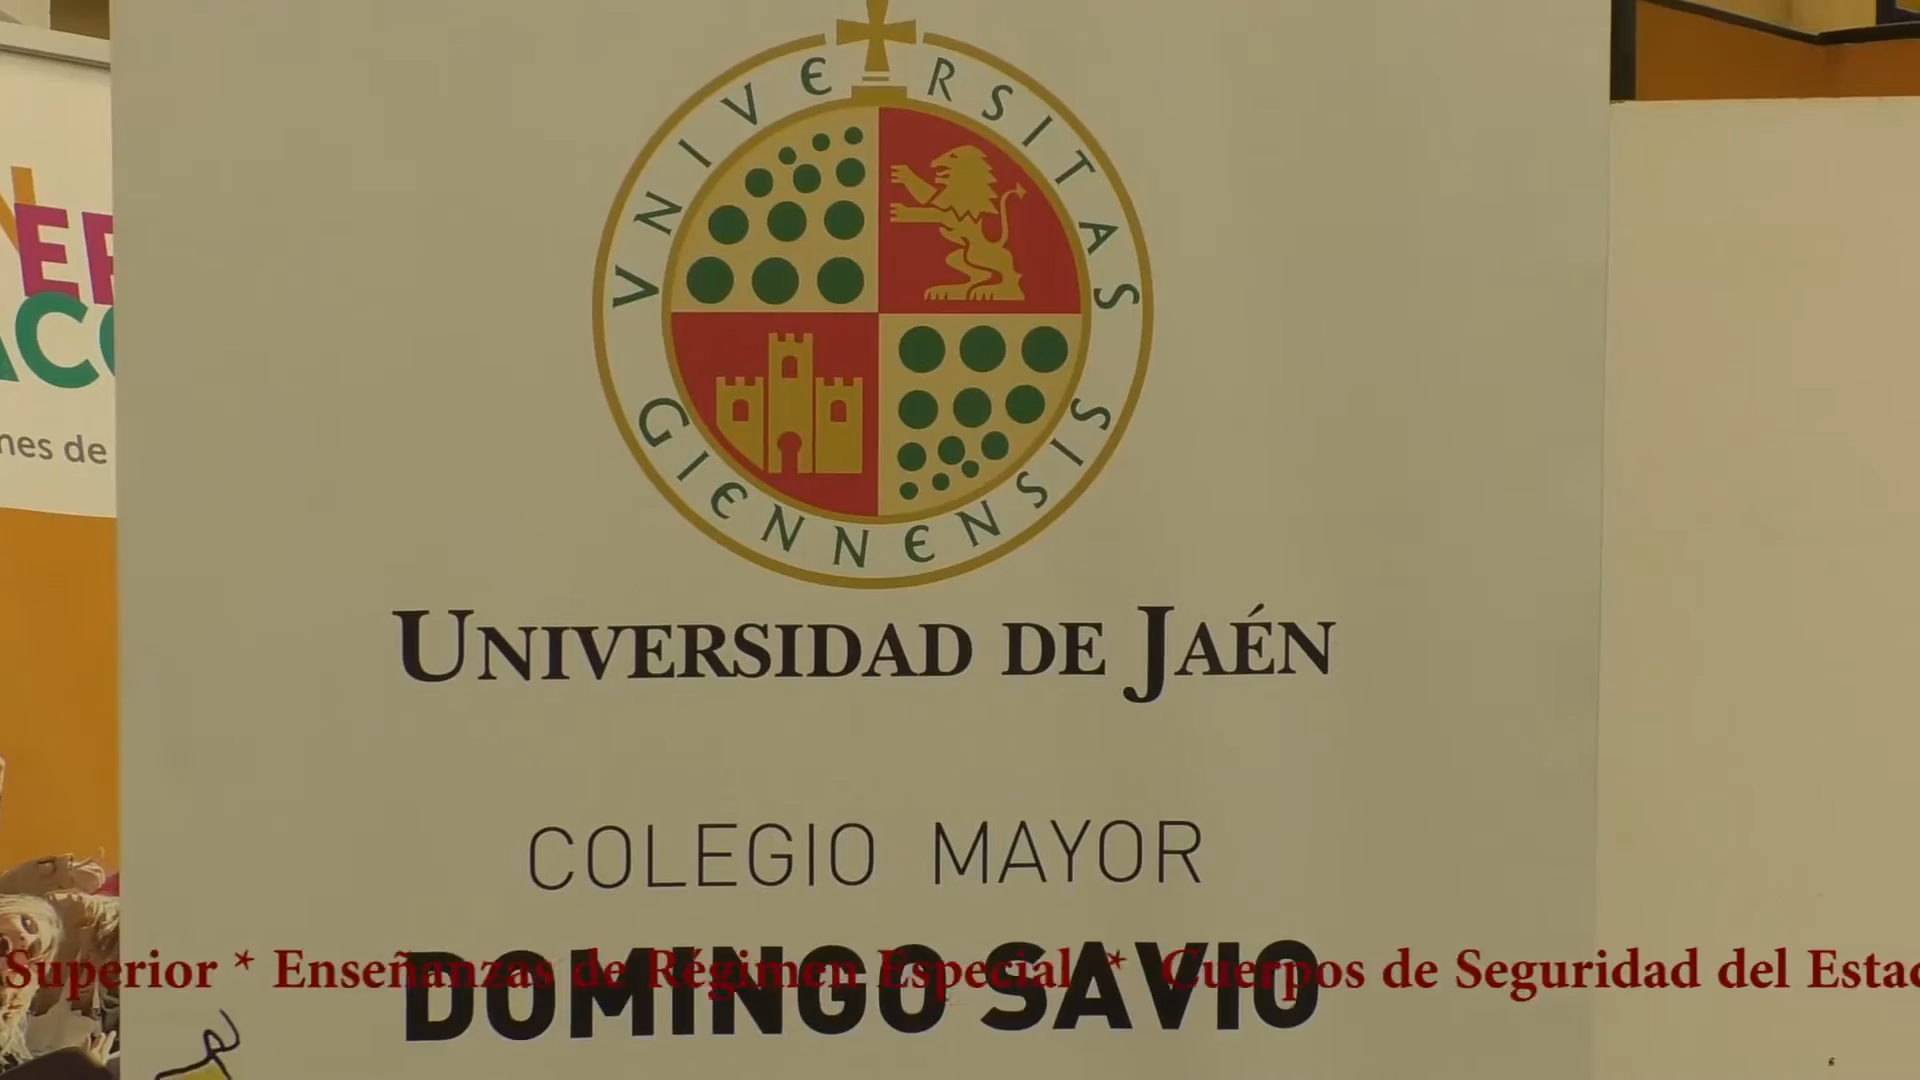 VNIVERSITAS
GIENNENSIS
UNIVERSIDAD DE JAÉN
COLEGIO MAYOR
DOMINGO SAVIO
Superior * Enseñanzas de Régimen Especial * Cuerpos de Seguridad del Estad
nes de